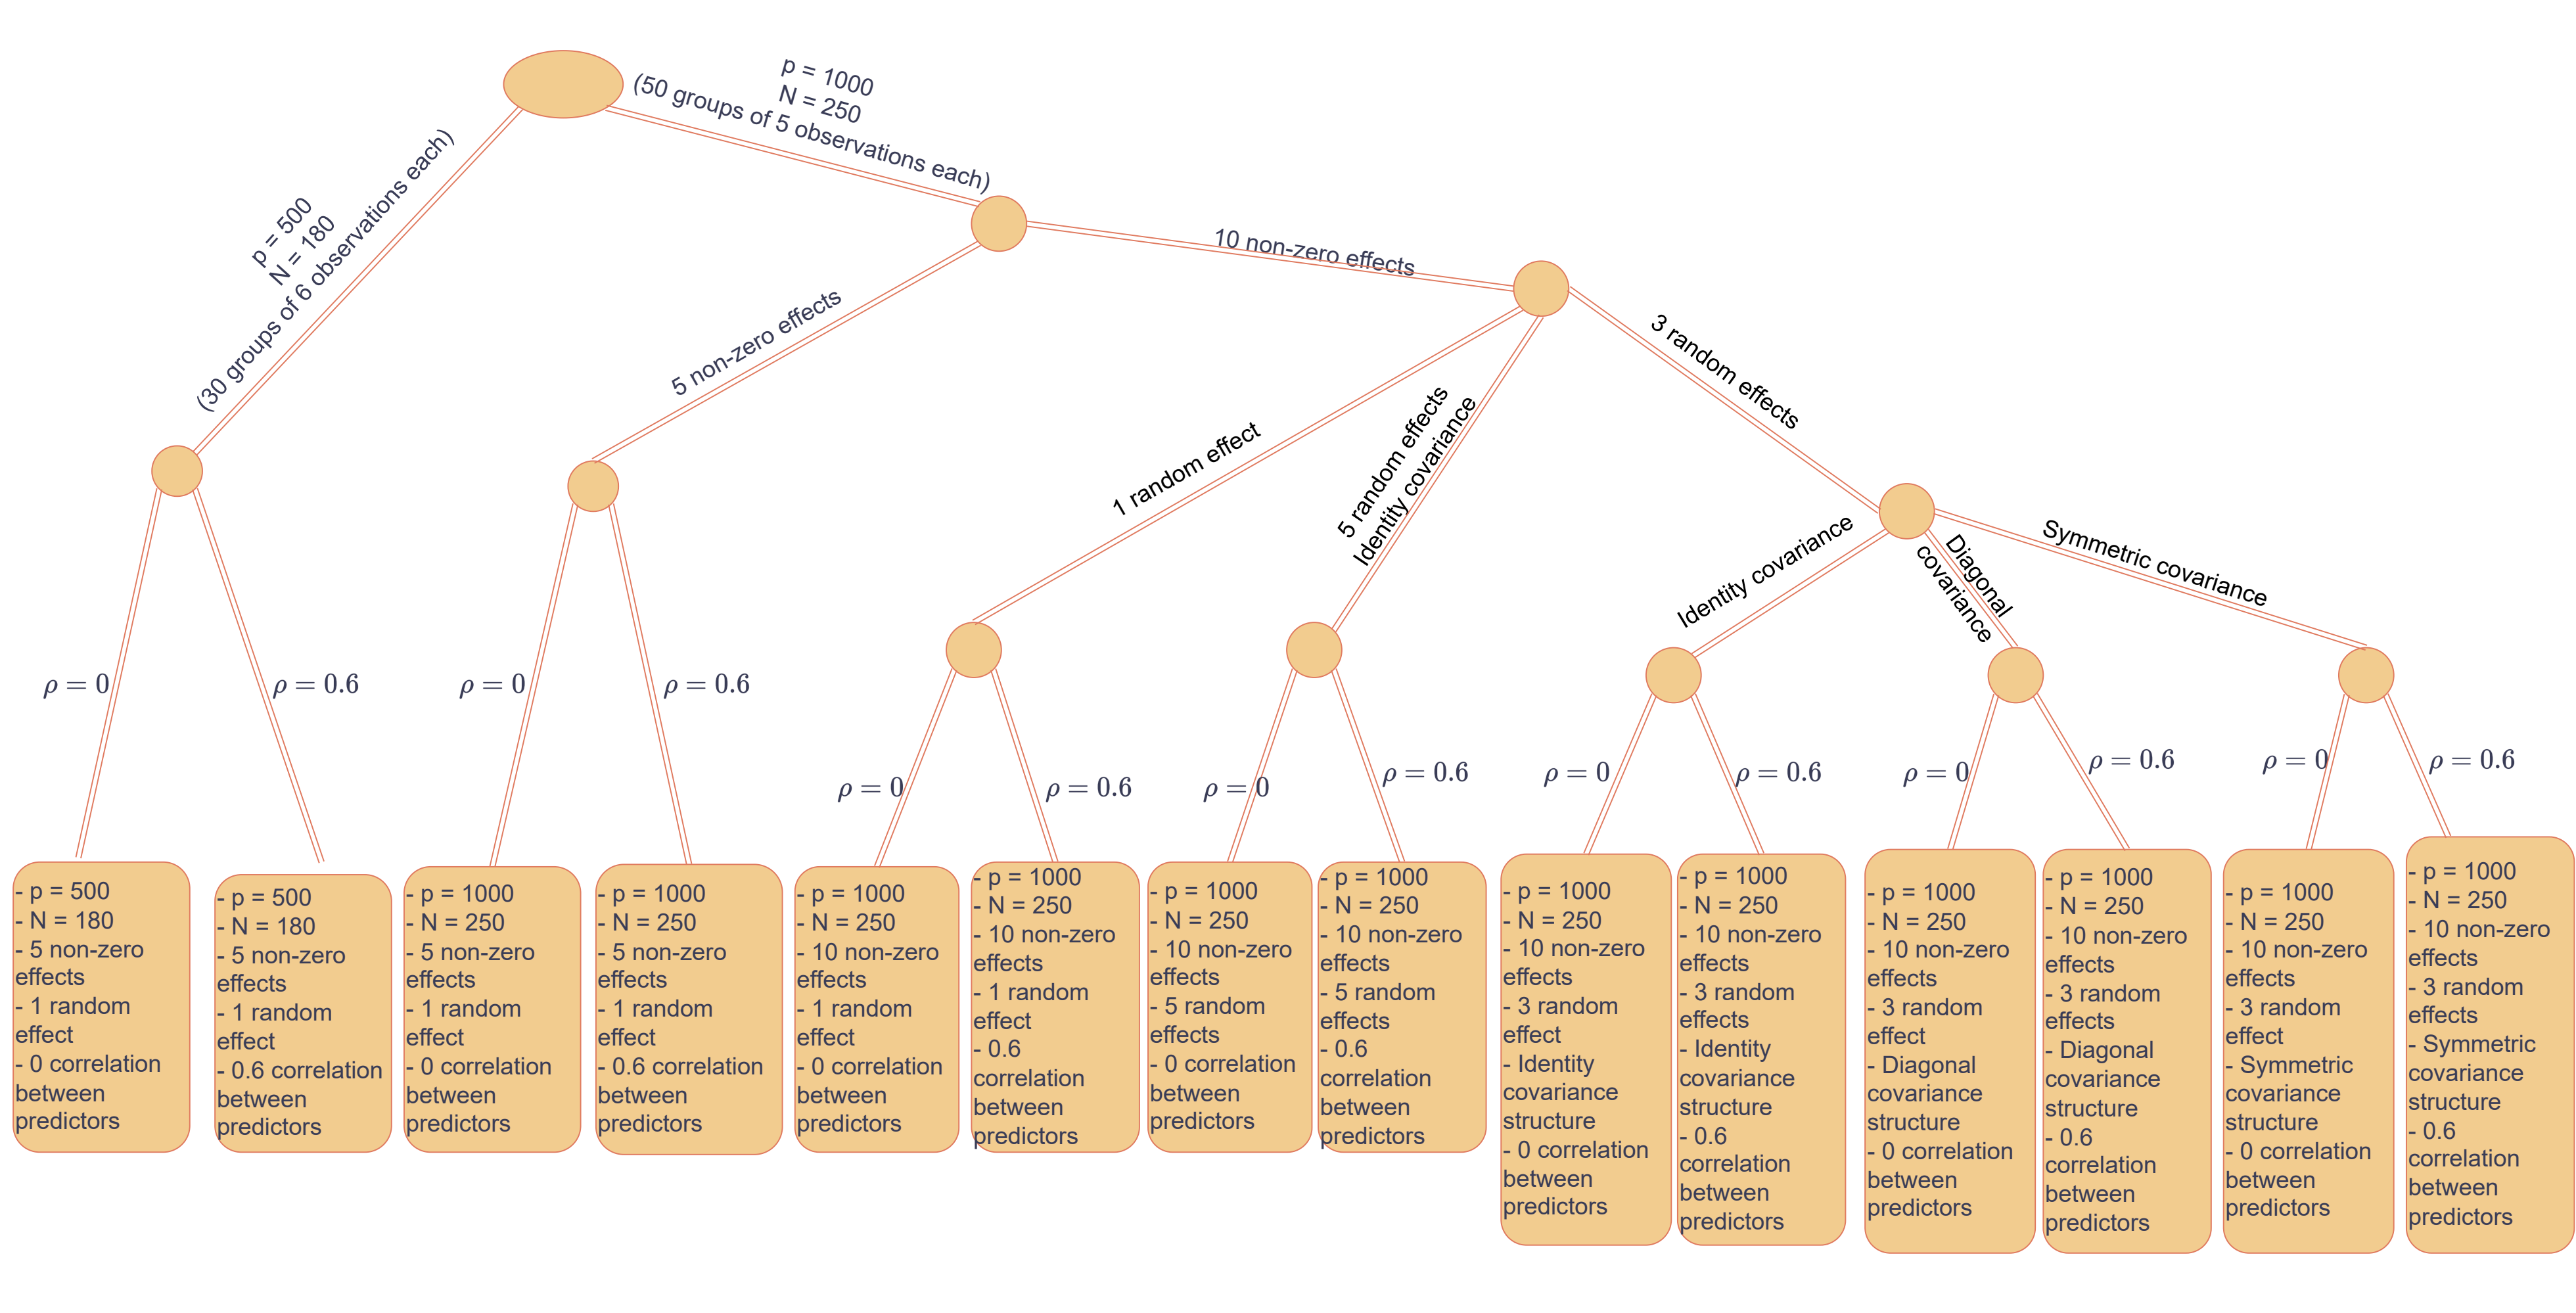 p = 1000
N = 250
(50 groups of 5 observations each)
p = 500
N = 180
(30 groups of 6 observations each)
10 non-zero effects
5 non-zero effects
3 random effects
1 random effect
5 random effects
Identity covariance
Identity covariance
Diagonal
covariance
Symmetric covariance
ρ = 0
ρ = 0.6
ρ = 0
ρ = 0.6
ρ = 0
ρ = 0.6
ρ = 0
ρ = 0.6
ρ = 0
ρ = 0.6
ρ = 0
ρ = 0.6
ρ = 0
ρ = 0.6
- p = 500
- N = 180
- 5 non-zero
effects
- 1 random
effect
- 0 correlation
between
predictors
- p = 500
- N = 180
- 5 non-zero
effects
- 1 random
effect
- 0.6 correlation
between
predictors
- p = 1000
- N = 250
- 5 non-zero
effects
- 1 random
effect
- 0 correlation
between
predictors
- p = 1000
- N = 250
- 5 non-zero
effects
- 1 random
effect
- 0.6 correlation
between
predictors
- p = 1000
- N = 250
- 10 non-zero
effects
- 1 random
effect
- 0 correlation
between
predictors
- p = 1000
- N = 250
- 10 non-zero
effects
- 1 random
effect
- 0.6
correlation
between
predictors
- p = 1000
- N = 250
- 10 non-zero
effects
- 5 random
effects
- 0 correlation
between
predictors
- p = 1000
- N = 250
- 10 non-zero
effects
- 5 random
effects
- 0.6
correlation
between
predictors
- p = 1000
- N = 250
- 10 non-zero
effects
- 3 random
effect
- Identity
covariance
structure
- 0 correlation
between
predictors
- p = 1000
- N = 250
- 10 non-zero
effects
- 3 random
effects
- Identity
covariance
structure
- 0.6
correlation
between
predictors
- p = 1000
- N = 250
- 10 non-zero
effects
- 3 random
effect
- Diagonal
covariance
structure
- 0 correlation
between
predictors
- p = 1000
- N = 250
- 10 non-zero
effects
- 3 random
effects
- Diagonal
covariance
structure
- 0.6
correlation
between
predictors
- p = 1000
- N = 250
- 10 non-zero
effects
- 3 random
effect
- Symmetric
covariance
structure
- 0 correlation
between
predictors
- p = 1000
- N = 250
- 10 non-zero
effects
- 3 random
effects
- Symmetric
covariance
structure
- 0.6
correlation
between
predictors